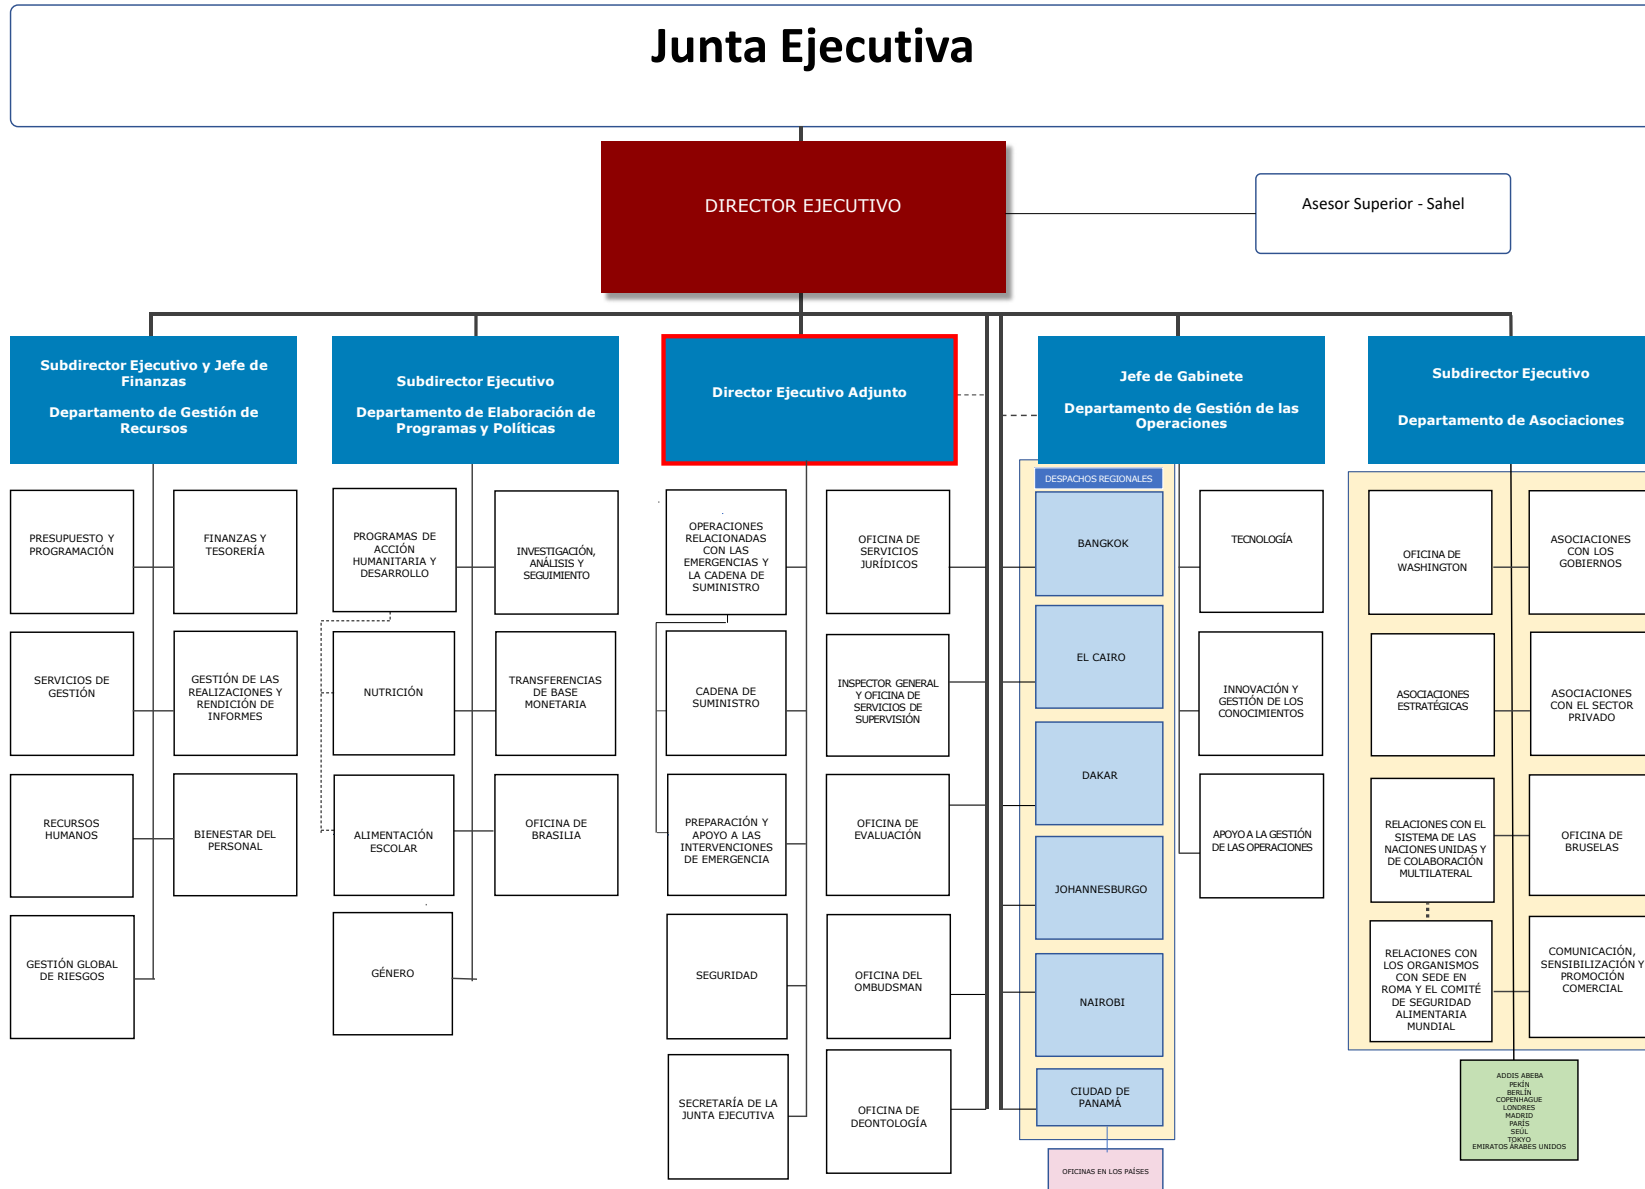 Junta Ejecutiva
DIRECTOR EJECUTIVO
Asesor Superior - Sahel
Subdirector Ejecutivo y Jefe de
Finanzas
Departamento de Gestión de
Recursos
Subdirector Ejecutivo
Departamento de Elaboración de
Programas y Políticas
Director Ejecutivo Adjunto
Jefe de Gabinete
Departamento de Gestión de las
Operaciones
Subdirector Ejecutivo
Departamento de Asociaciones
PRESUPUESTO Y
PROGRAMACIÓN
FINANZAS Y
TESORERÍA
SERVICIOS DE
GESTIÓN
GESTIÓN DE LAS
REALIZACIONES Y
RENDICIÓN DE
INFORMES
RECURSOS
HUMANOS
BIENESTAR DEL
PERSONAL
GESTIÓN GLOBAL
DE RIESGOS
PROGRAMAS DE
ACCIÓN
HUMANITARIA Y
DESARROLLO
INVESTIGACIÓN,
ANÁLISIS Y
SEGUIMIENTO
NUTRICIÓN
TRANSFERENCIAS
DE BASE
MONETARIA
ALIMENTACIÓN
ESCOLAR
OFICINA DE
BRASILIA
GÉNERO
OPERACIONES
RELACIONADAS
CON LAS
EMERGENCIAS Y
LA CADENA DE
SUMINISTRO
OFICINA DE
SERVICIOS
JURÍDICOS
CADENA DE
SUMINISTRO
INSPECTOR GENERAL
Y OFICINA DE
SERVICIOS DE
SUPERVISIÓN
PREPARACIÓN Y
APOYO A LAS
INTERVENCIONES
DE EMERGENCIA
OFICINA DE
EVALUACIÓN
SEGURIDAD
OFICINA DEL
OMBUDSMAN
SECRETARÍA DE LA
JUNTA EJECUTIVA
OFICINA DE
DEONTOLOGÍA
DESPACHOS REGIONALES
BANGKOK
EL CAIRO
DAKAR
JOHANNESBURGO
NAIROBI
CIUDAD DE
PANAMÁ
OFICINAS EN LOS PAÍSES
TECNOLOGÍA
INNOVACIÓN Y
GESTIÓN DE LOS
CONOCIMIENTOS
APOYO A LA GESTIÓN
DE LAS OPERACIONES
OFICINA DE
WASHINGTON
ASOCIACIONES
CON LOS
GOBIERNOS
ASOCIACIONES
ESTRATÉGICAS
ASOCIACIONES
CON EL SECTOR
PRIVADO
RELACIONES CON EL
SISTEMA DE LAS
NACIONES UNIDAS Y
DE COLABORACIÓN
MULTILATERAL
OFICINA DE
BRUSELAS
RELACIONES CON
LOS ORGANISMOS
CON SEDE EN
ROMA Y EL COMITÉ
DE SEGURIDAD
ALIMENTARIA
MUNDIAL
COMUNICACIÓN,
SENSIBILIZACIÓN Y
PROMOCIÓN
COMERCIAL
ADDIS ABEBA
PEKÍN
BERLÍN
COPENHAGUE
LONDRES
MADRID
PARÍS
SEÚL
TOKYO
EMIRATOS ÁRABES UNIDOS